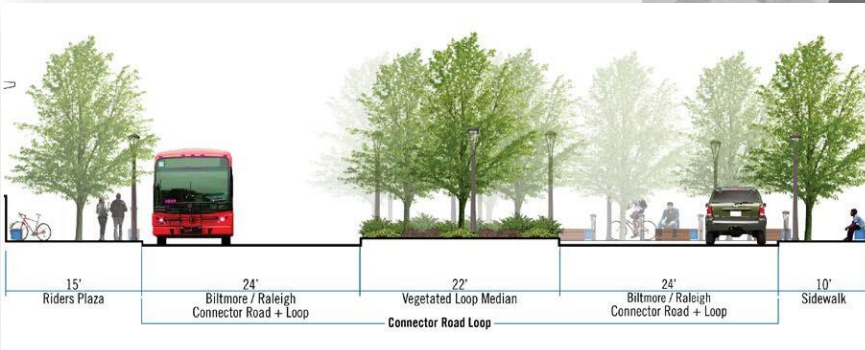 15'
Riders Plaza
24'
Biltmore / Raleigh
Connector Road + Loop
22'
Vegetated Loop Median
24'
Biltmore / Raleigh
Connector Road + Loop
10'
Sidewalk
Connector Road Loop